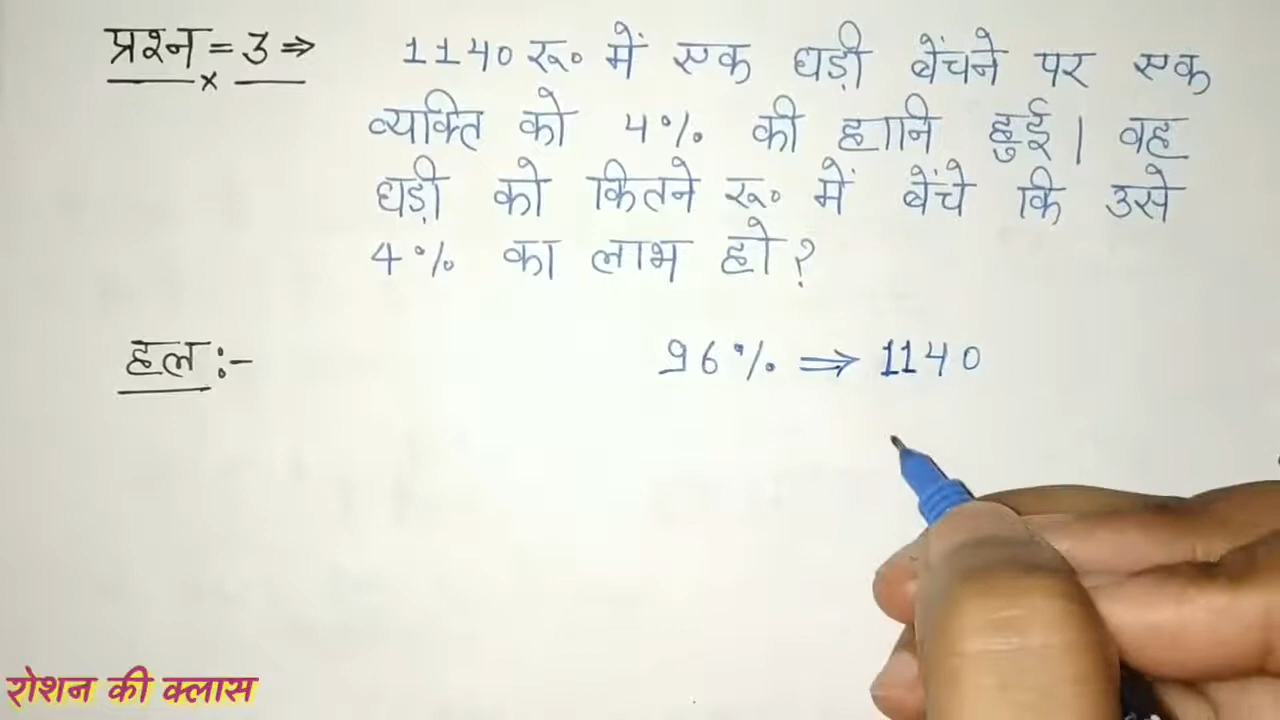 प्रश्न = 3 ⇒ 1140 रू० में एक घड़ी बेंचने पर एक
व्यक्ति को 4% की हानि हुई। वह
घड़ी को कितने रू० में बेंचे कि उसे
4% का लाभ हो?
हल :- 96% ⇒ 1140
रोशन की क्लास